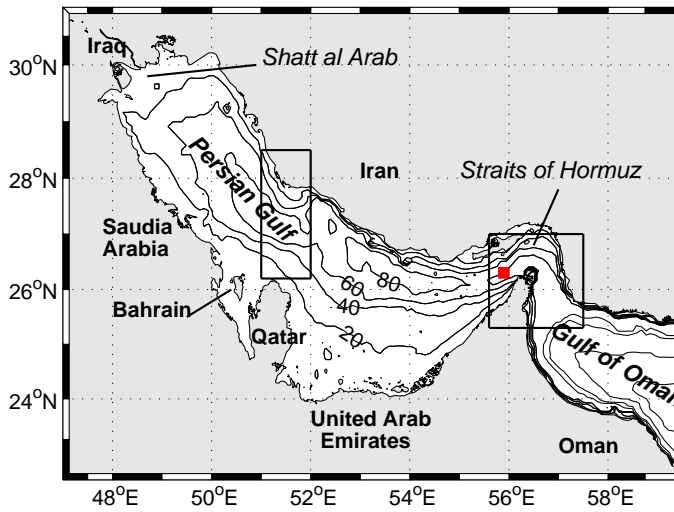 Iraq
Shatt al Arab
30°N
Iran
Straits of Hormuz
28°N
Persian Gulf
Saudia
Arabia
60
80
26°N
40
Bahrain
20
Qatar
Gulf of Oman
24°N
United Arab
Emirates
Oman
48°E
50°E
52°E
54°E
56°E
58°E